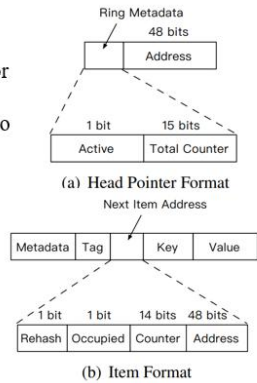 Ring Metadata
48 bits
or
Address
o
1 bit 15 bits
Active Total Counter
(a) Head Pointer Format
Next Item Address
Metadata Tag Key Value
1 bit 1 bit 14 bits 48 bits
Rehash Occupied Counter Address
(b) Item Format